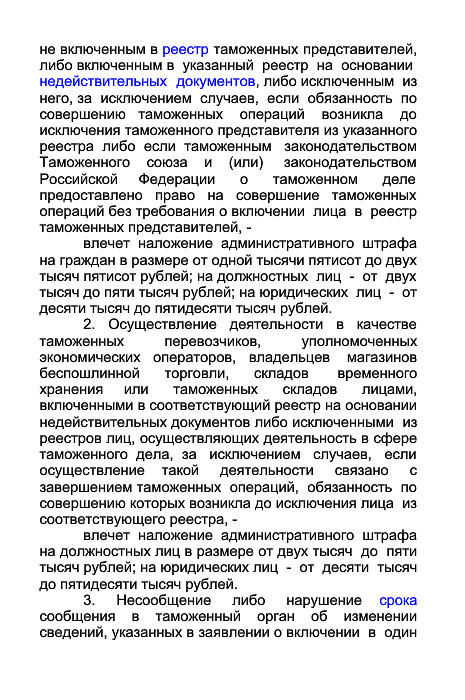 не включенным в реестр таможенных представителей,
либо включенным в указанный реестр на основании
недействительных документов, либо исключенным из
него, за исключением случаев, если обязанность по
совершению таможенных операций возникла до
исключения таможенного представителя из указанного
реестра либо если таможенным законодательством
Таможенного союза и (или) законодательством
Российской Федерации о таможенном деле
предоставлено право на совершение таможенных
операций без требования о включении лица в реестр
таможенных представителей, -
влечет наложение административного штрафа
на граждан в размере от одной тысячи пятисот до двух
тысяч пятисот рублей; на должностных лиц - от двух
тысяч до пяти тысяч рублей; на юридических лиц - от
десяти тысяч до пятидесяти тысяч рублей.
2. Осуществление деятельности в качестве
таможенных перевозчиков, уполномоченных
экономических операторов, владельцев магазинов
беспошлинной торговли, складов временного
хранения или таможенных складов лицами,
включенными в соответствующий реестр на основании
недействительных документов либо исключенными из
реестров лиц, осуществляющих деятельность в сфере
таможенного дела, за исключением случаев, если
осуществление такой деятельности связано с
завершением таможенных операций, обязанность по
совершению которых возникла до исключения лица из
соответствующего реестра, -
влечет наложение административного штрафа
на должностных лиц в размере от двух тысяч до пяти
тысяч рублей; на юридических лиц - от десяти тысяч
до пятидесяти тысяч рублей.
3. Несообщение либо нарушение срока
сообщения в таможенный орган об изменении
сведений, указанных в заявлении о включении в один